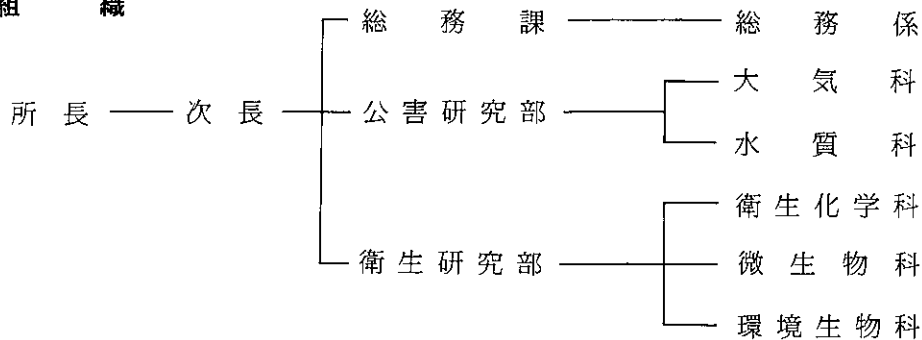 組織
総務課 総務係
大気科
所長 次長 公害研究部
水質科
衛生化学科
衛生研究部 微生物科
環境生物科